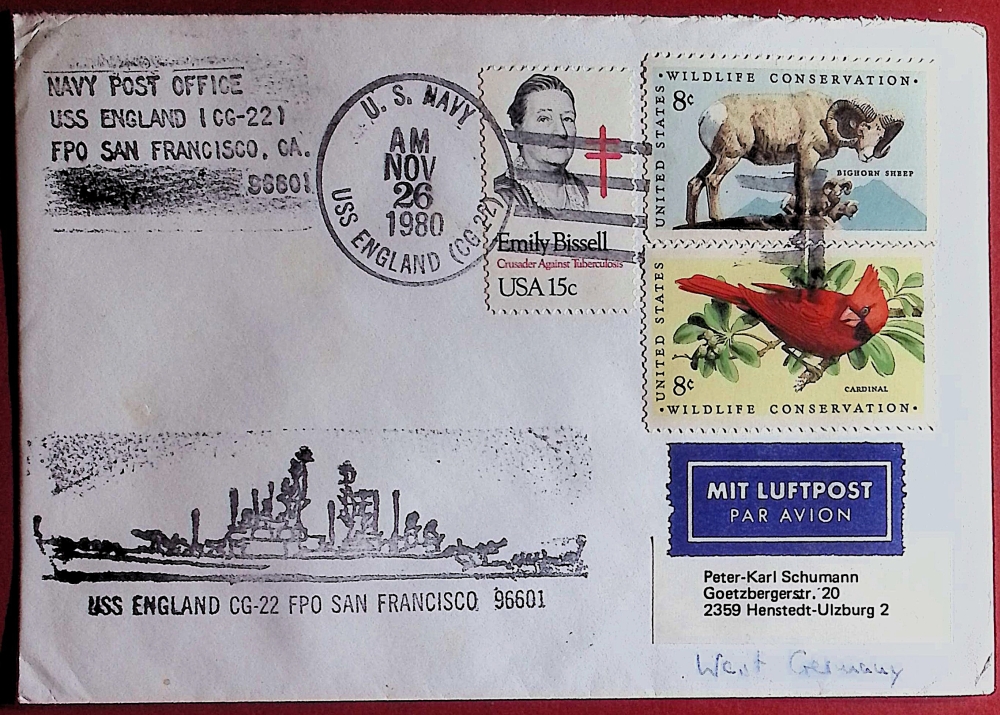 NAVY POST OFFICE
USS ENGLAND (CG-22)
FPO SAN FRANCISCO, CA.
96601
U. S. NAVY
AM
NOV
26
1980
USS ENGLAND (CG-22)
Emily Bissell
Crusader Against Tuberculosis
USA 15c
·WILDLIFE CONSERVATION·
8¢
UNITED STATES
BIGHORN SHEEP
UNITED STATES
8¢
CARDINAL
·WILDLIFE CONSERVATION·
MIT LUFTPOST
PAR AVION
Peter-Karl Schumann
Goetzbergerstr. 20
2359 Henstedt-Ulzburg 2
West Germany
USS ENGLAND CG-22 FPO SAN FRANCISCO 96601